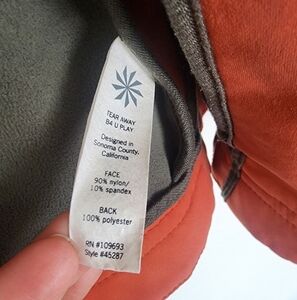 TEAR AWAY
B4 U PLAY
Designed in
Sonoma County,
California
FACE
90% nylon/
10% spandex
BACK
100% polyester
RN #109693
Style #45287